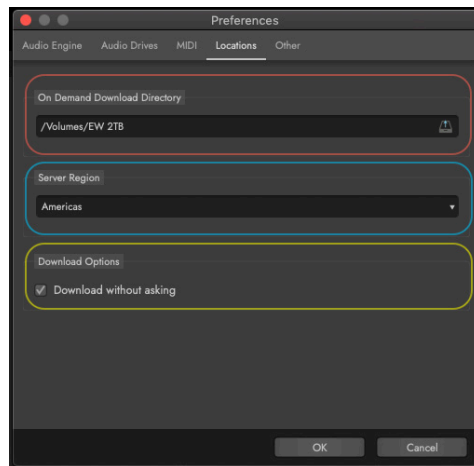 Preferences
Audio Engine Audio Drives MIDI Locations Other
On Demand Download Directory
/Volumes/EW 2TB
Server Region
Americas
Download Options
Download without asking
OK Cancel